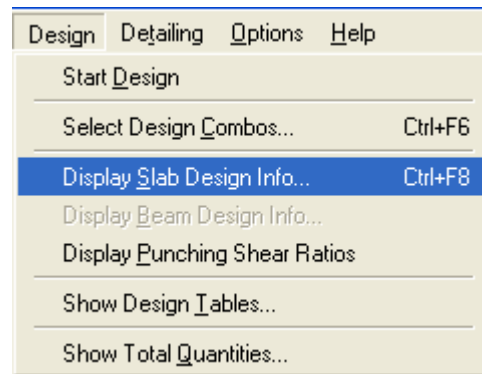 Design Detailing Options Help
Start Design
Select Design Combos... Ctrl+F6
Display Slab Design Info... Ctrl+F8
Display Beam Design Info...
Display Punching Shear Ratios
Show Design Tables...
Show Total Quantities...